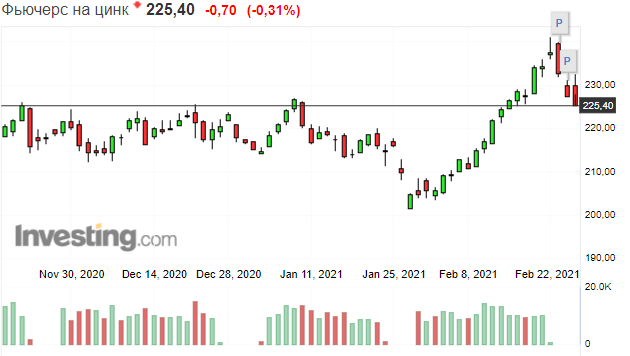 Фьючерс на цинк 225,40 -0,70 (-0,31%)
P
P
230,00
225,40
220,00
210,00
200,00
190,00
Investing.com
Nov 30, 2020 Dec 14, 2020 Dec 28, 2020 Jan 11, 2021 Jan 25, 2021 Feb 8, 2021 Feb 22, 2021
20.0K
0